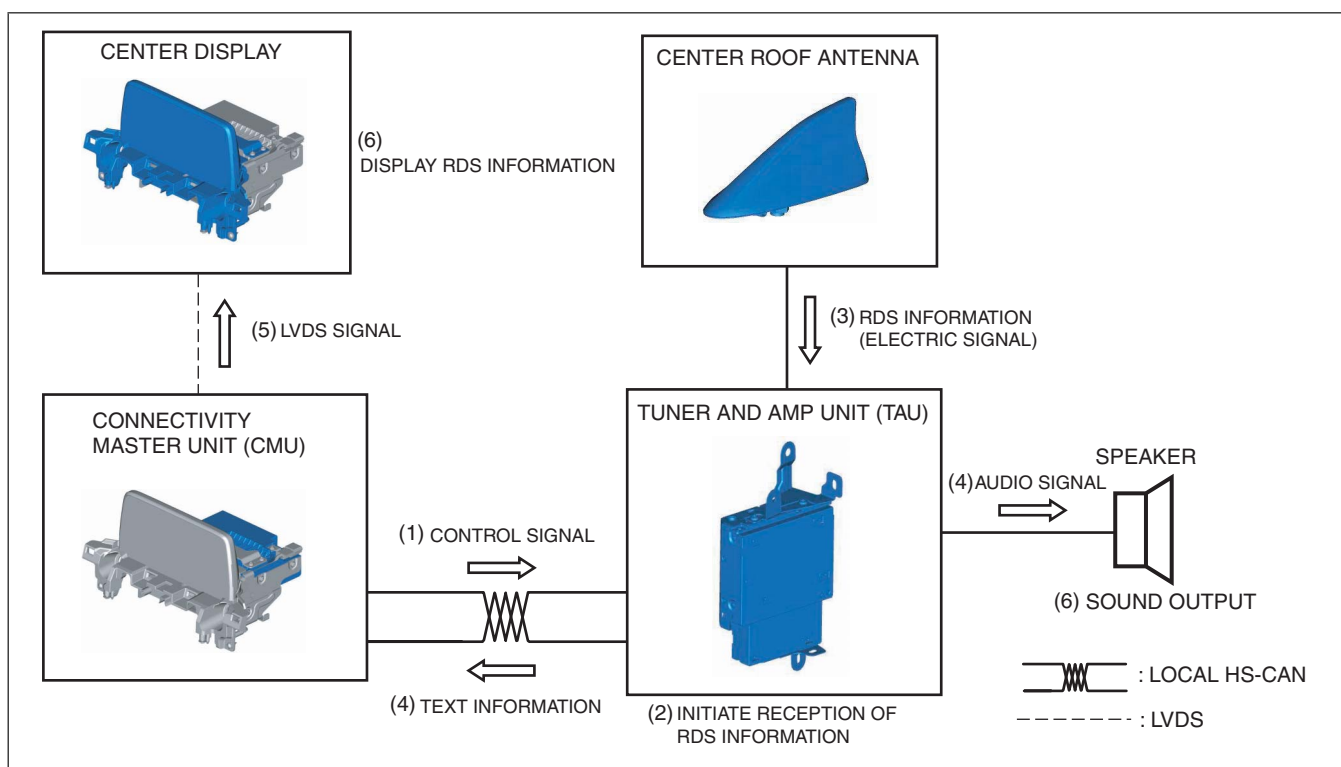 CENTER DISPLAY
(6)
DISPLAY RDS INFORMATION
CENTER ROOF ANTENNA
(5) LVDS SIGNAL
(3) RDS INFORMATION
(ELECTRIC SIGNAL)
CONNECTIVITY
MASTER UNIT (CMU)
(1) CONTROL SIGNAL
(4) TEXT INFORMATION
TUNER AND AMP UNIT (TAU)
(2) INITIATE RECEPTION OF
RDS INFORMATION
(4) AUDIO SIGNAL
SPEAKER
(6) SOUND OUTPUT
: LOCAL HS-CAN
: LVDS